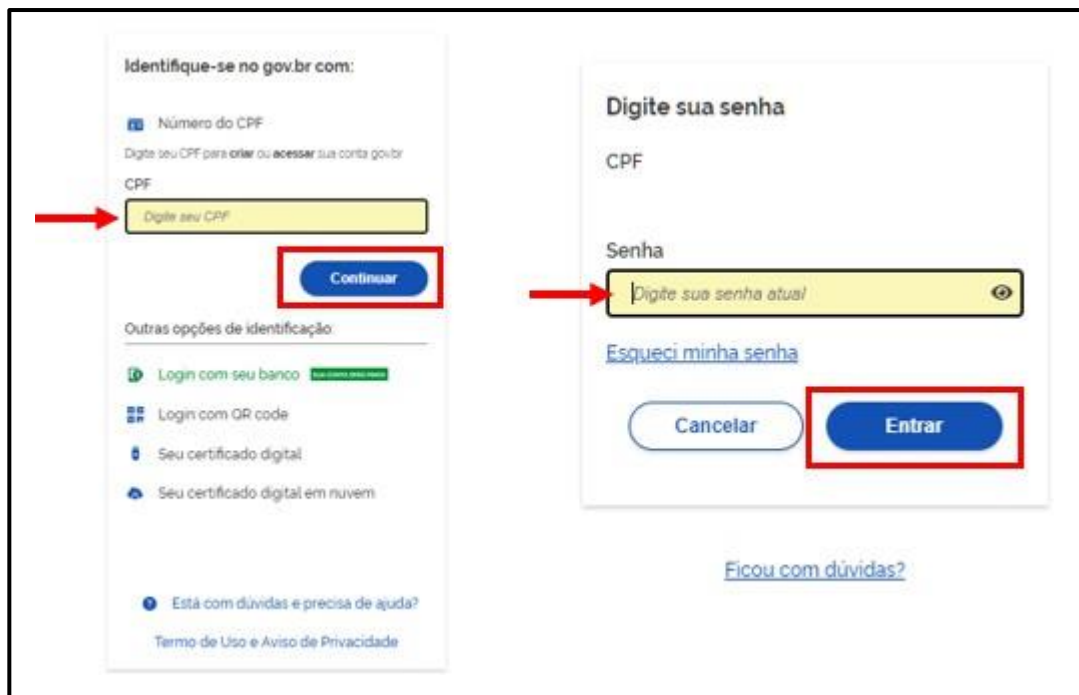 Identifique-se no gov.br com:
Número do CPF
Digite seu CPF para criar ou acessar sua conta gov.br
CPF
Digite seu CPF
Continuar
Outras opções de identificação:
Login com seu banco
Login com QR code
Seu certificado digital
Seu certificado digital em nuvem
Está com dúvidas e precisa de ajuda?
Termo de Uso e Aviso de Privacidade
Digite sua senha
CPF
Senha
Digite sua senha atual
Esqueci minha senha
Cancelar
Entrar
Ficou com dúvidas?